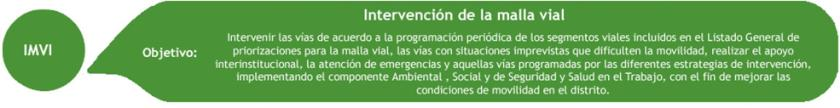 Intervención de la malla vial
IMVI
Objetivo:
Intervenir las vías de acuerdo a la programación periódica de los segmentos viales incluidos en el Listado General de
priorizaciones para la malla vial, las vías con situaciones imprevistas que dificulten la movilidad, realizar el apoyo
interinstitucional, la atención de emergencias y aquellas vías programadas por las diferentes estrategias de intervención,
implementando el componente Ambiental , Social y de Seguridad y Salud en el Trabajo, con el fin de mejorar las
condiciones de movilidad en el distrito.